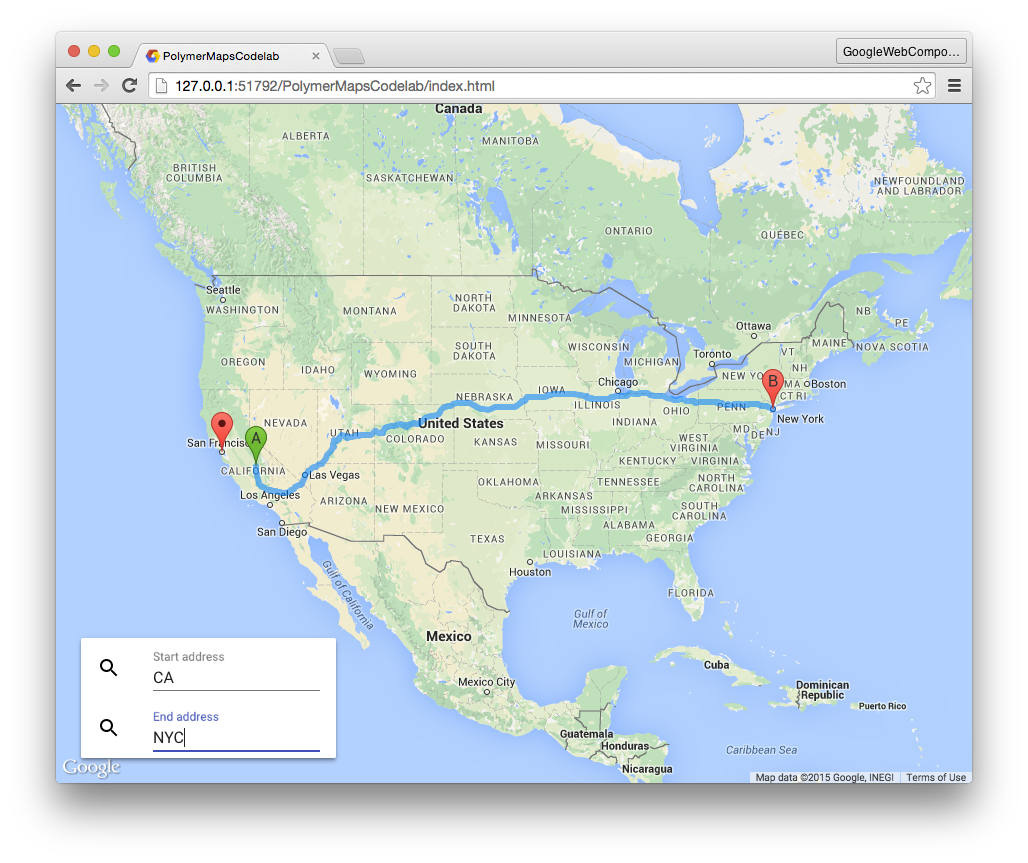 PolymerMapsCodelab
GoogleWebCompo...
127.0.0.1:51792/PolymerMapsCodelab/index.html
Canada
ALBERTA
MANITOBA
BRITISH
COLUMBIA
SASKATCHEWAN
NEWFOUNDLAND
AND LABRADOR
ONTARIO
QUÉBEC
Seattle
WASHINGTON
MONTANA
NORTH
DAKOTA
MINNESOTA
NB
PE
Ottawa
MAINE
NOVA SCOTIA
OREGON
IDAHO
WYOMING
SOUTH
DAKOTA
WISCONSIN
MICHIGAN
Toronto
VT
NH
NEW YO
MA
Boston
CT
RI
B
Chicago
IOWA
NEBRASKA
ILLINOIS
OHIO
PENN
NJ
New York
NEVADA
UTAH
COLORADO
United States
KANSAS
MISSOURI
INDIANA
WEST
VIRGINIA
MD
DE
San Francisc
A
CALIFORNIA
Las Vegas
KENTUCKY
VIRGINIA
Los Angeles
ARIZONA
NEW MEXICO
OKLAHOMA
ARKANSAS
TENNESSEE
NORTH
CAROLINA
MISSISSIPPI
SOUTH
CAROLINA
San Diego
TEXAS
ALABAMA
GEORGIA
LOUISIANA
Houston
Gulf of California
FLORIDA
Gulf of
Mexico
Mexico
Cuba
Mexico City
Dominican
Republic
Puerto Rico
Guatemala
Honduras
Nicaragua
Caribbean Sea
Start address
CA
End address
NYC
Google
Map data ©2015 Google, INEGI
Terms of Use